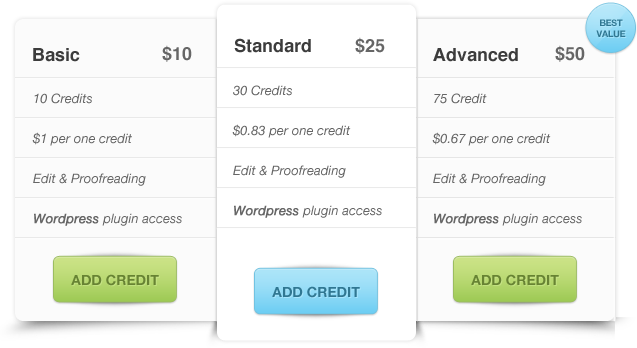 Basic $10
10 Credits
$1 per one credit
Edit & Proofreading
Wordpress plugin access
ADD CREDIT
Standard $25
30 Credits
$0.83 per one credit
Edit & Proofreading
Wordpress plugin access
ADD CREDIT
BEST
VALUE
Advanced $50
75 Credit
$0.67 per one credit
Edit & Proofreading
Wordpress plugin access
ADD CREDIT